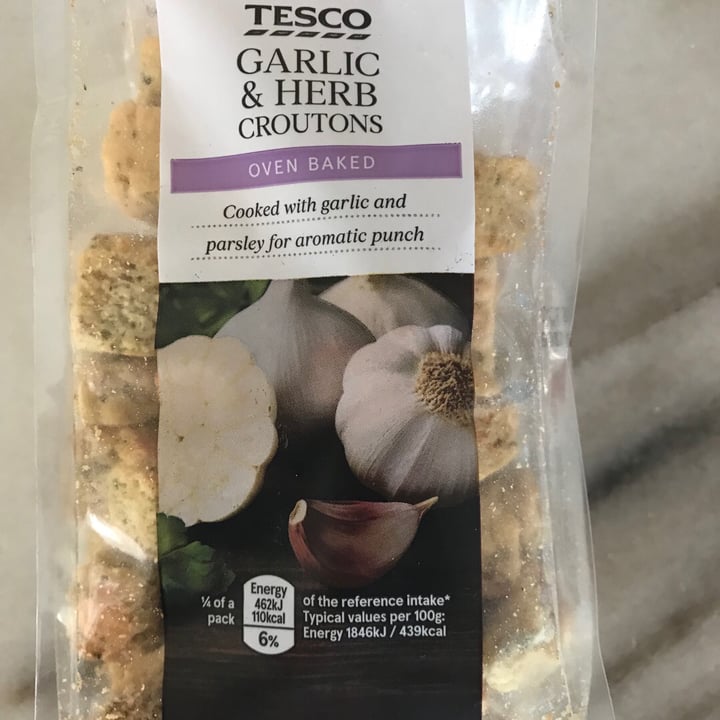 TESCO
GARLIC
& HERB
CROUTONS
OVEN BAKED
Cooked with garlic and
parsley for aromatic punch
¼ of a
pack
Energy
462kJ
110kcal
6%
of the reference intake*
Typical values per 100g:
Energy 1846kJ / 439kcal